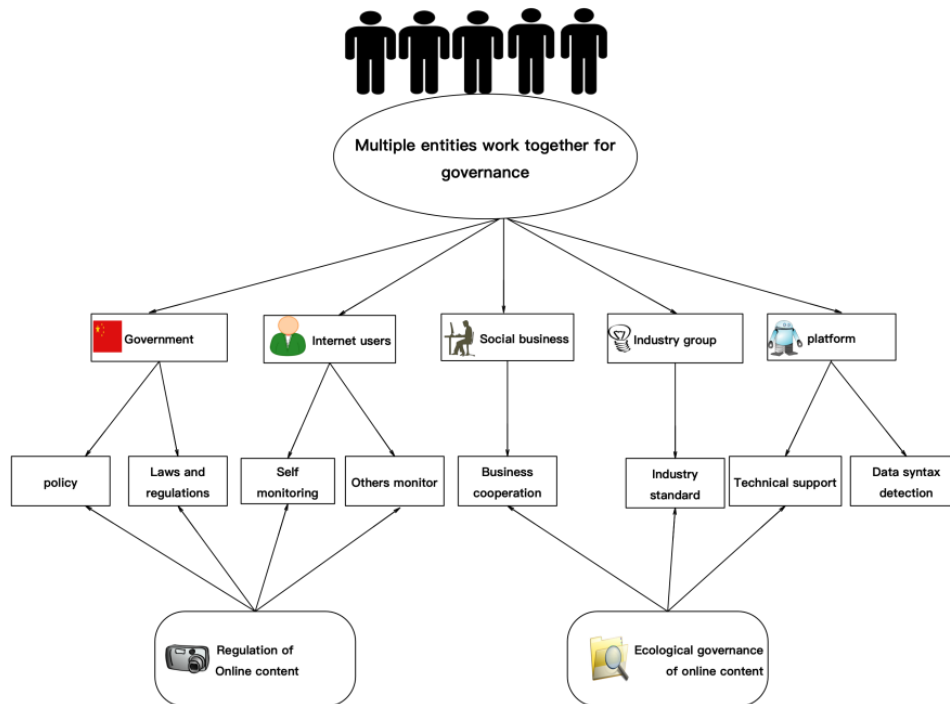 Multiple entities work together for
governance
Government
Internet users
Social business
Industry group
platform
policy
Laws and
regulations
Self
monitoring
Others monitor
Business
cooperation
Industry
standard
Technical support
Data syntax
detection
Regulation of
Online content
Ecological governance
of online content